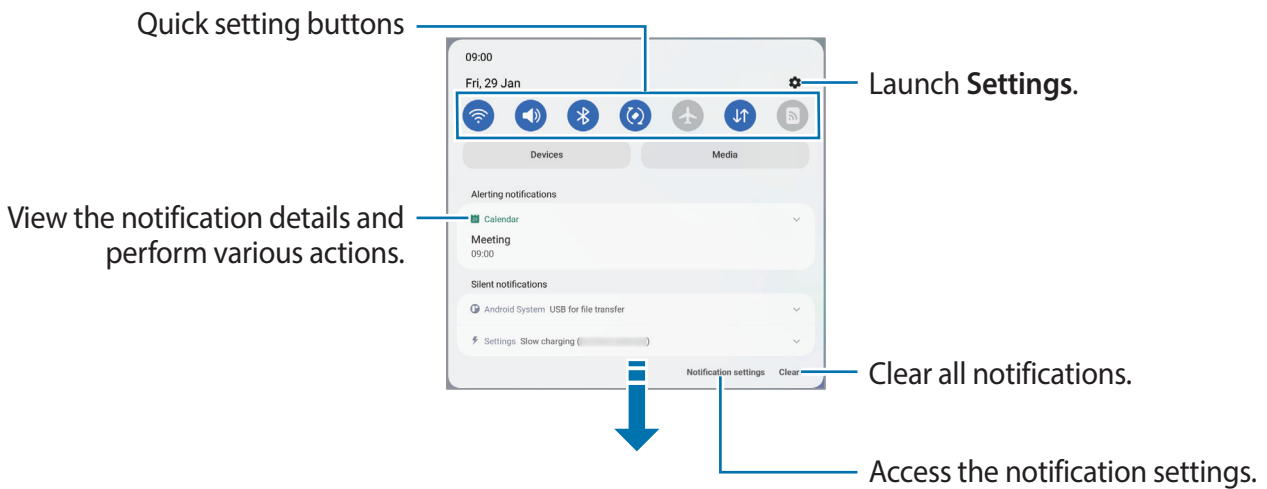 Quick setting buttons
09:00
Fri, 29 Jan
Launch Settings.
Devices Media
Alerting notifications
View the notification details and
perform various actions.
Calendar
Meeting
09:00
Silent notifications
Android System USB for file transfer
Settings Slow charging ( )
Notification settings Clear
Clear all notifications.
Access the notification settings.